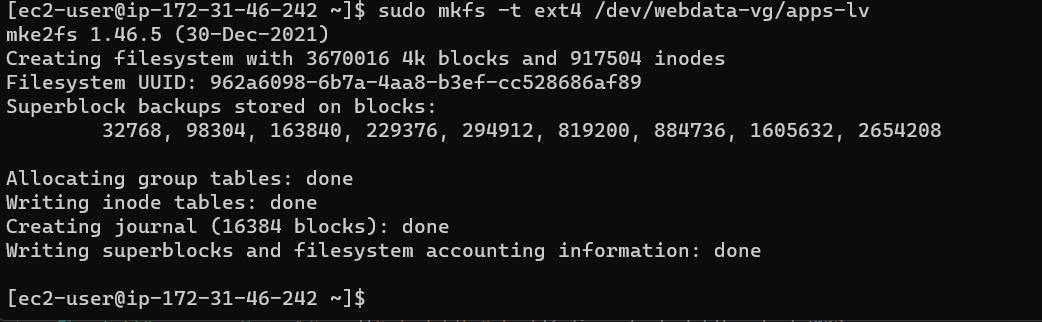 [ec2-user@ip-172-31-46-242 ~]$ sudo mkfs -t ext4 /dev/webdata-vg/apps-lv
mke2fs 1.46.5 (30-Dec-2021)
Creating filesystem with 3670016 4k blocks and 917504 inodes
Filesystem UUID: 962a6098-6b7a-4aa8-b3ef-cc528686af89
Superblock backups stored on blocks:
        32768, 98304, 163840, 229376, 294912, 819200, 884736, 1605632, 2654208

Allocating group tables: done
Writing inode tables: done
Creating journal (16384 blocks): done
Writing superblocks and filesystem accounting information: done

[ec2-user@ip-172-31-46-242 ~]$